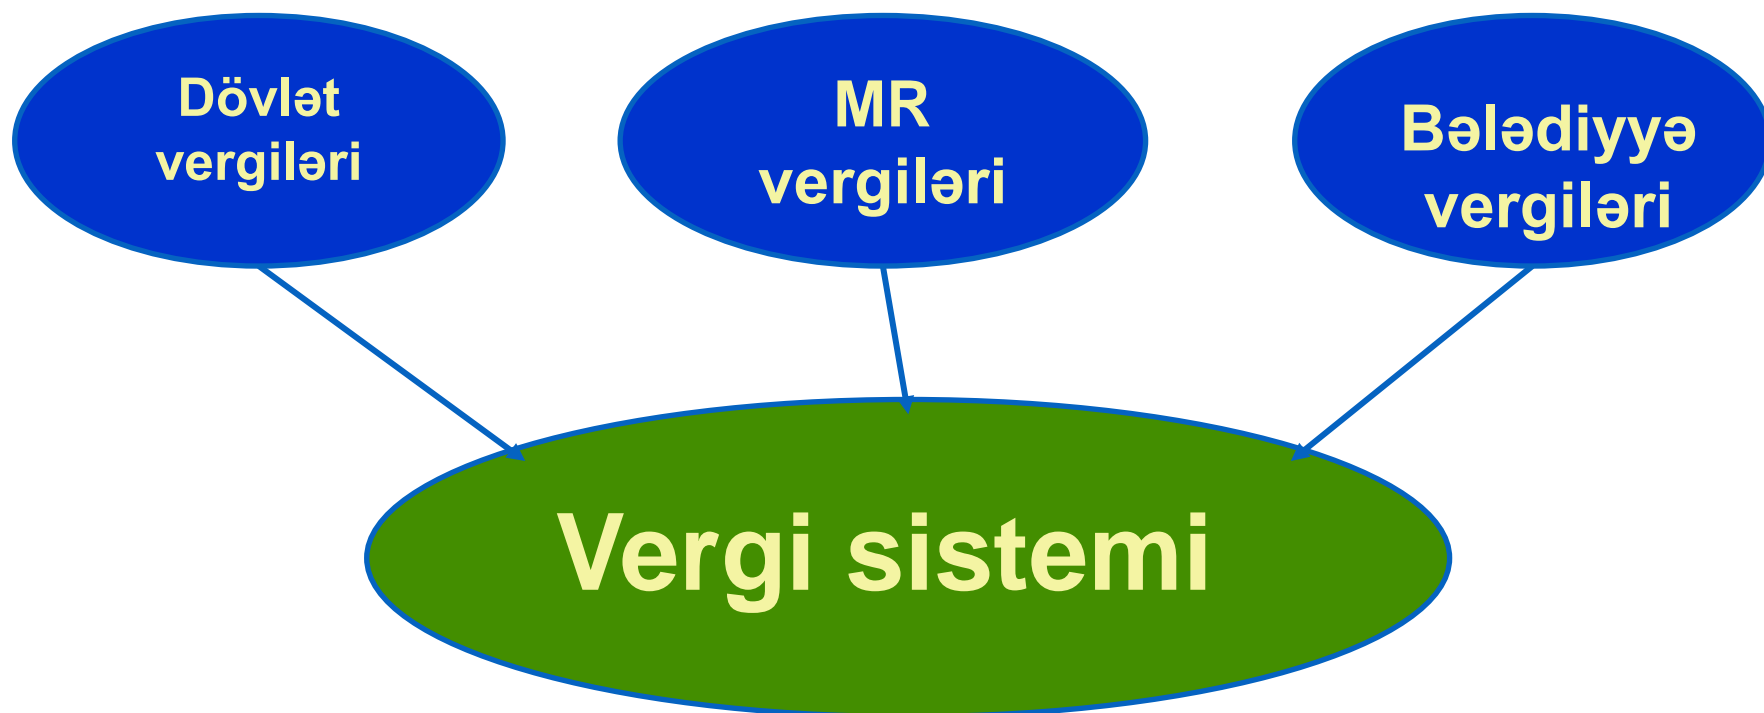 Dövlət
vergiləri
MR
vergiləri
Bələdiyyə
vergiləri
Vergi sistemi